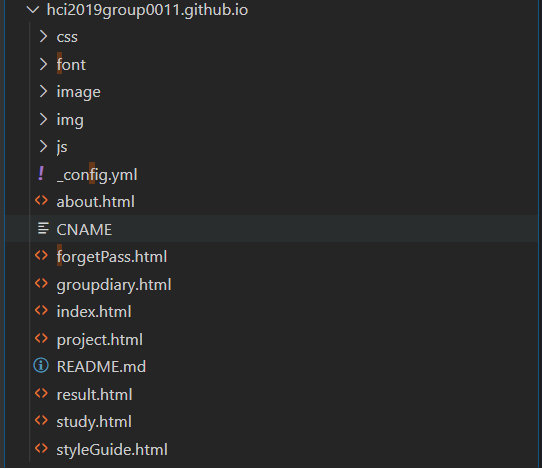 hci2019group0011.github.io
css
font
image
img
js
_config.yml
about.html
CNAME
forgetPass.html
groupdiary.html
index.html
project.html
README.md
result.html
study.html
styleGuide.html